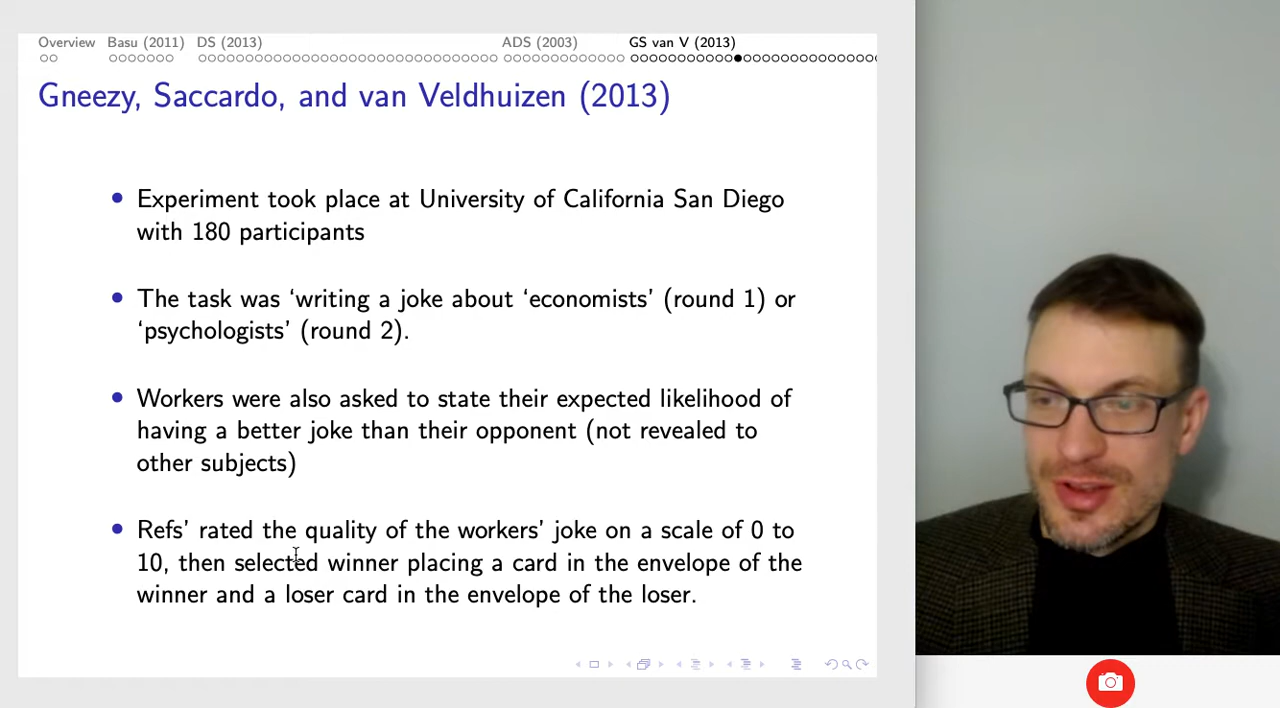 Overview Basu (2011) DS (2013) ADS (2003) GS van V (2013)
Gneezy, Saccardo, and van Veldhuizen (2013)
• Experiment took place at University of California San Diego
with 180 participants
• The task was ‘writing a joke about ‘economists’ (round 1) or
‘psychologists’ (round 2).
• Workers were also asked to state their expected likelihood of
having a better joke than their opponent (not revealed to
other subjects)
• Refs’ rated the quality of the workers’ joke on a scale of 0 to
10, then selected winner placing a card in the envelope of the
winner and a loser card in the envelope of the loser.